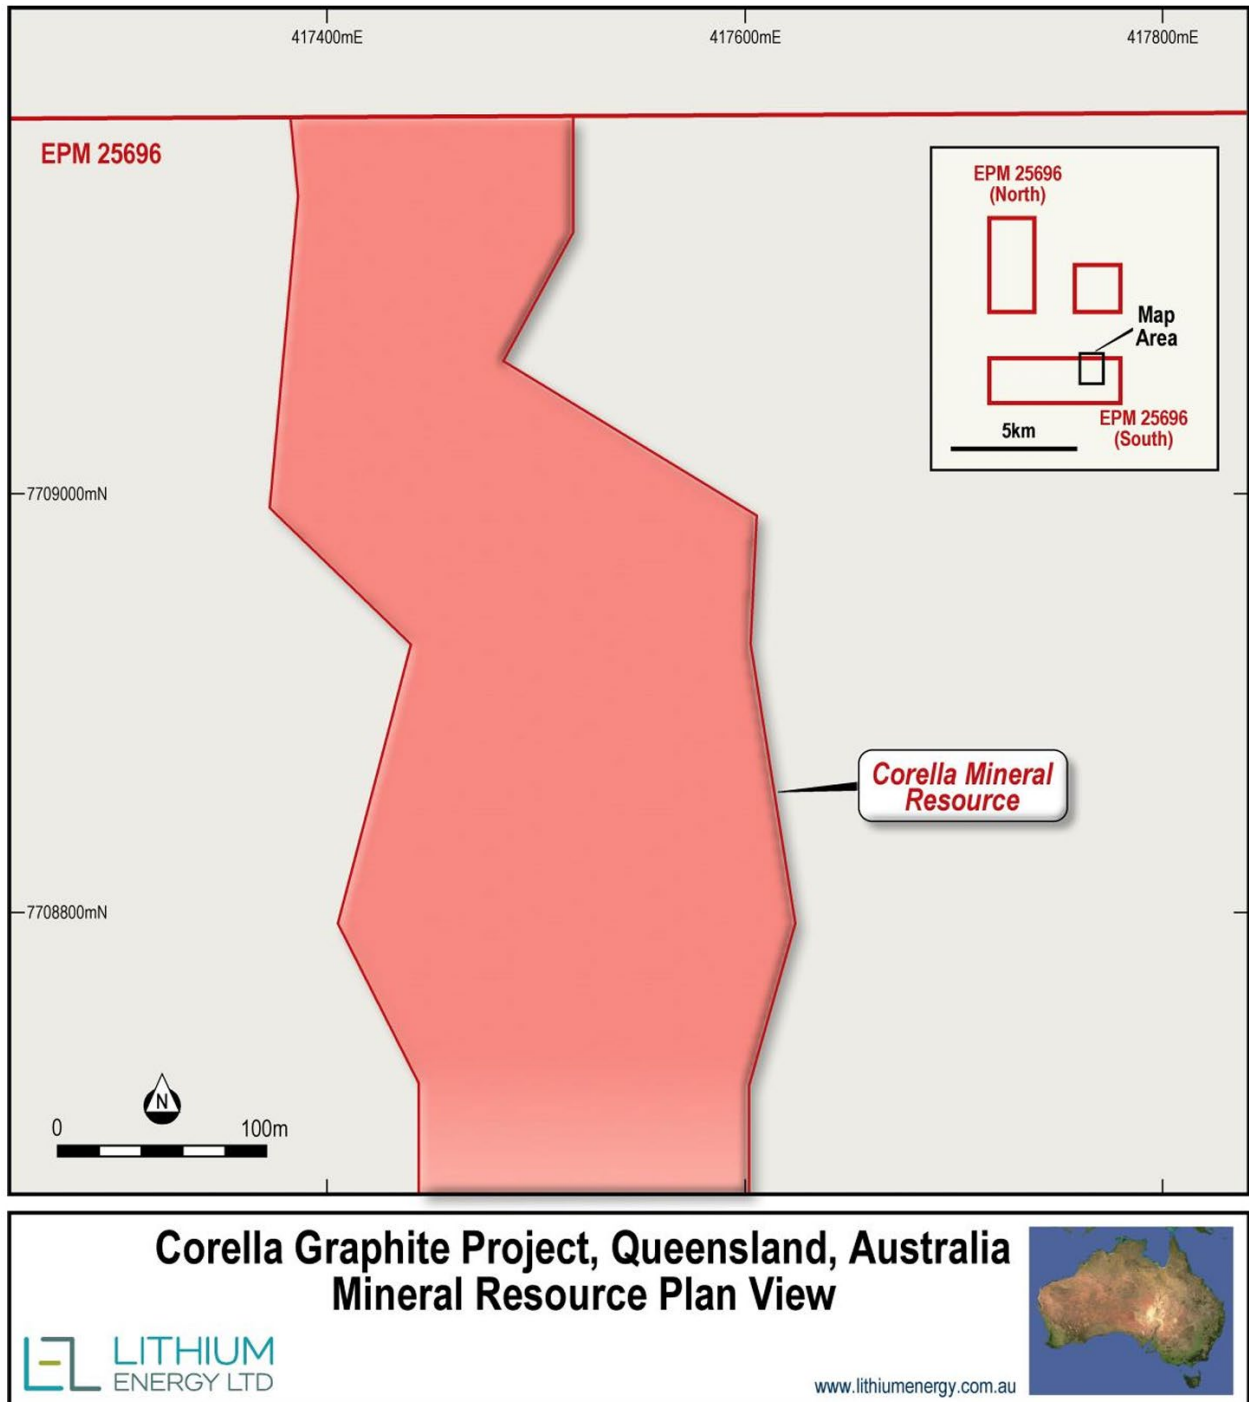 417400mE
417600mE
417800mE
EPM 25696
EPM 25696
(North)
Map
Area
EPM 25696
(South)
5km
7709000mN
Corella Mineral
Resource
7708800mN
N
0
100m
Corella Graphite Project, Queensland, Australia
Mineral Resource Plan View
LE LITHIUM
ENERGY LTD
www.lithiumenergy.com.au